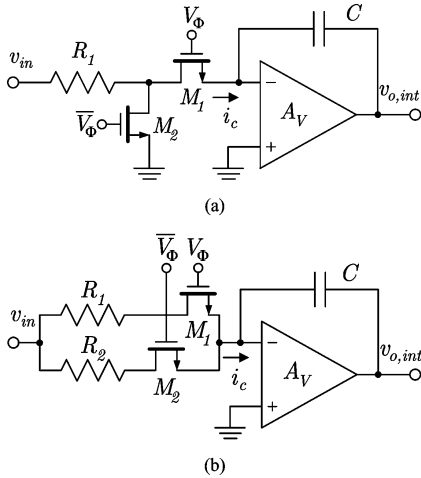 V_Φ
C
v_in
R_1
M_1
−
v_o,int
V̅_Φ
M_2
i_c
A_V
+
(a)
V̅_Φ V_Φ
C
R_1
v_in
M_1
−
v_o,int
R_2
i_c
A_V
M_2
+
(b)